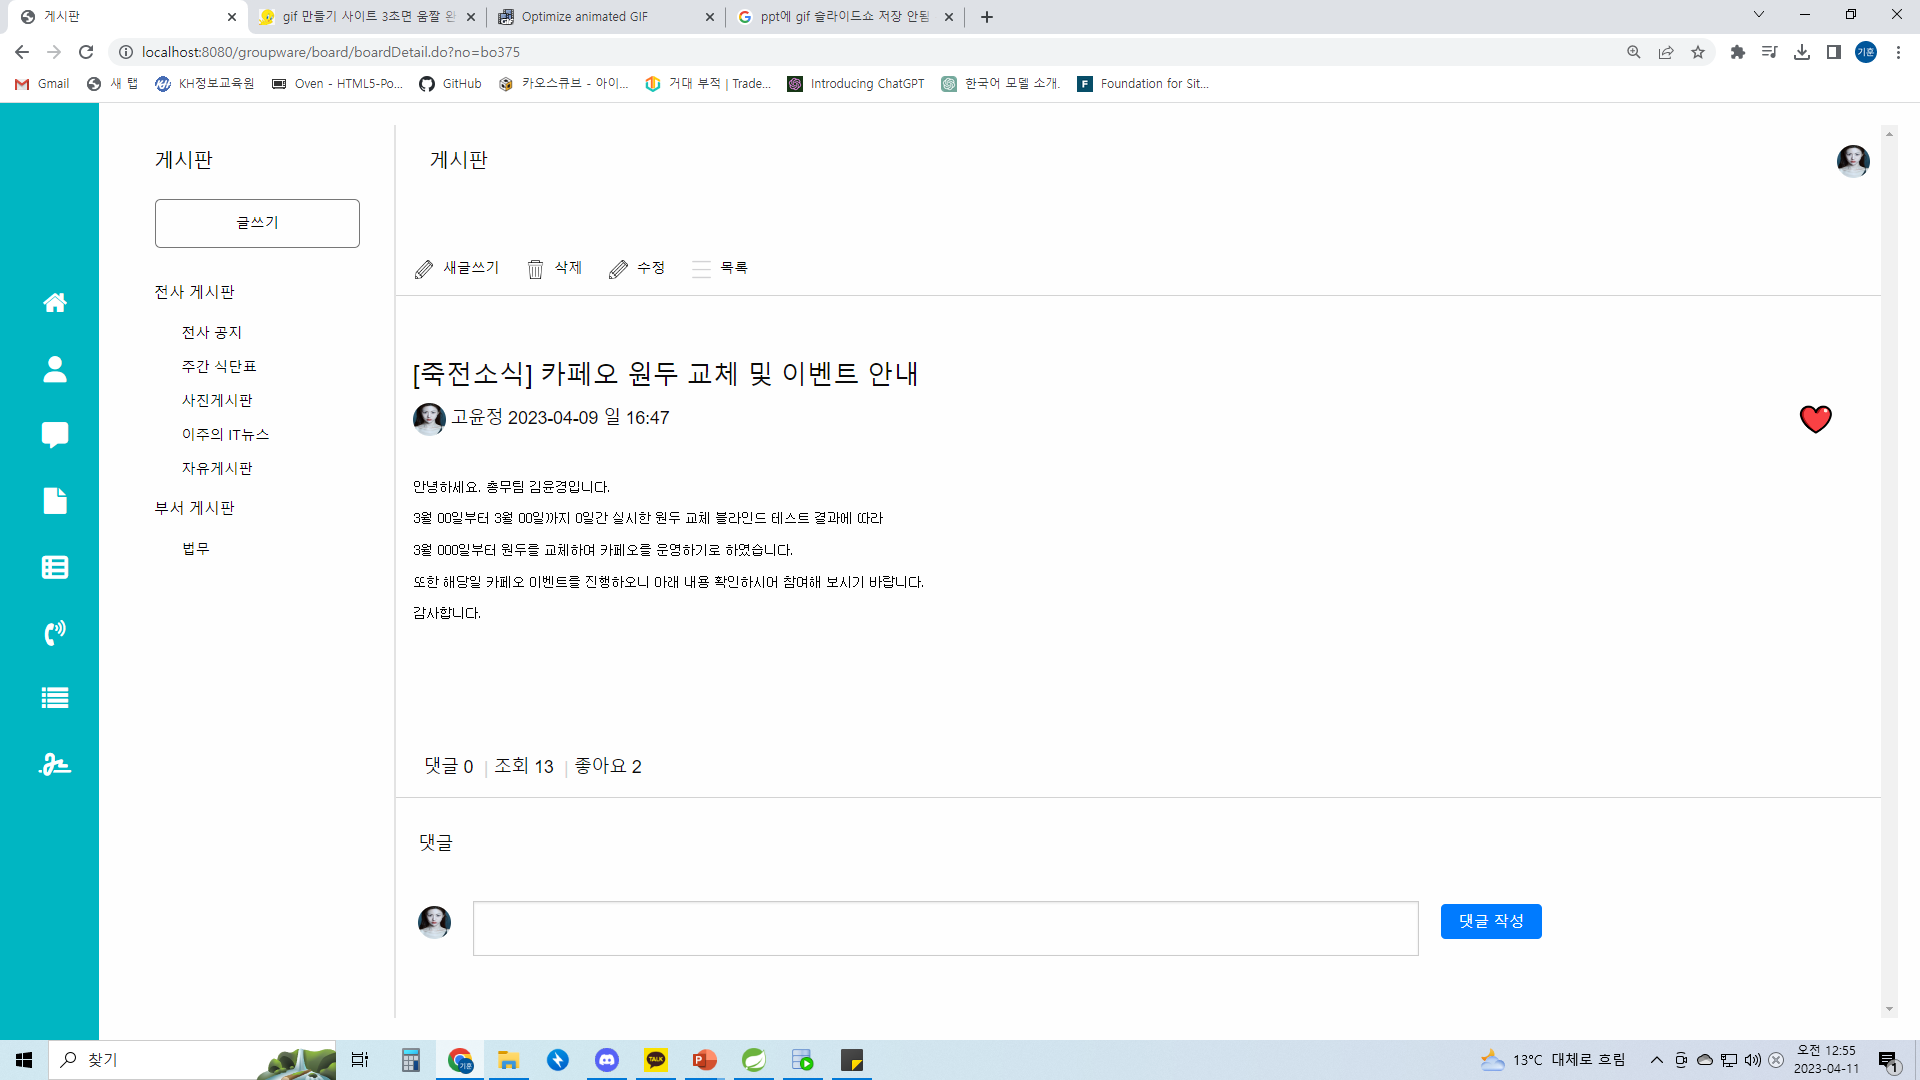 게시판
gif 만들기 사이트 3초면 움짤 완
Optimize animated GIF
ppt에 gif 슬라이드쇼 저장 안됨
localhost:8080/groupware/board/boardDetail.do?no=bo375
기훈
Gmail
새 탭
KH정보교육원
Oven - HTML5-Po...
GitHub
카오스큐브 - 아이...
거대 부적 | Trade...
Introducing ChatGPT
한국어 모델 소개.
Foundation for Sit...
게시판
글쓰기
전사 게시판
전사 공지
주간 식단표
사진게시판
이주의 IT뉴스
자유게시판
부서 게시판
법무
게시판
새글쓰기 삭제 수정 목록
[죽전소식] 카페오 원두 교체 및 이벤트 안내
고윤정 2023-04-09 일 16:47
안녕하세요. 총무팀 김윤경입니다.
3월 00일부터 3월 00일까지 0일간 실시한 원두 교체 블라인드 테스트 결과에 따라
3월 000일부터 원두를 교체하여 카페오를 운영하기로 하였습니다.
또한 해당일 카페오 이벤트를 진행하오니 아래 내용 확인하시어 참여해 보시기 바랍니다.
감사합니다.
댓글 0 | 조회 13 | 좋아요 2
댓글
댓글 작성
찾기
기훈
TALK
13°C 대체로 흐림
오전 12:55
2023-04-11
1